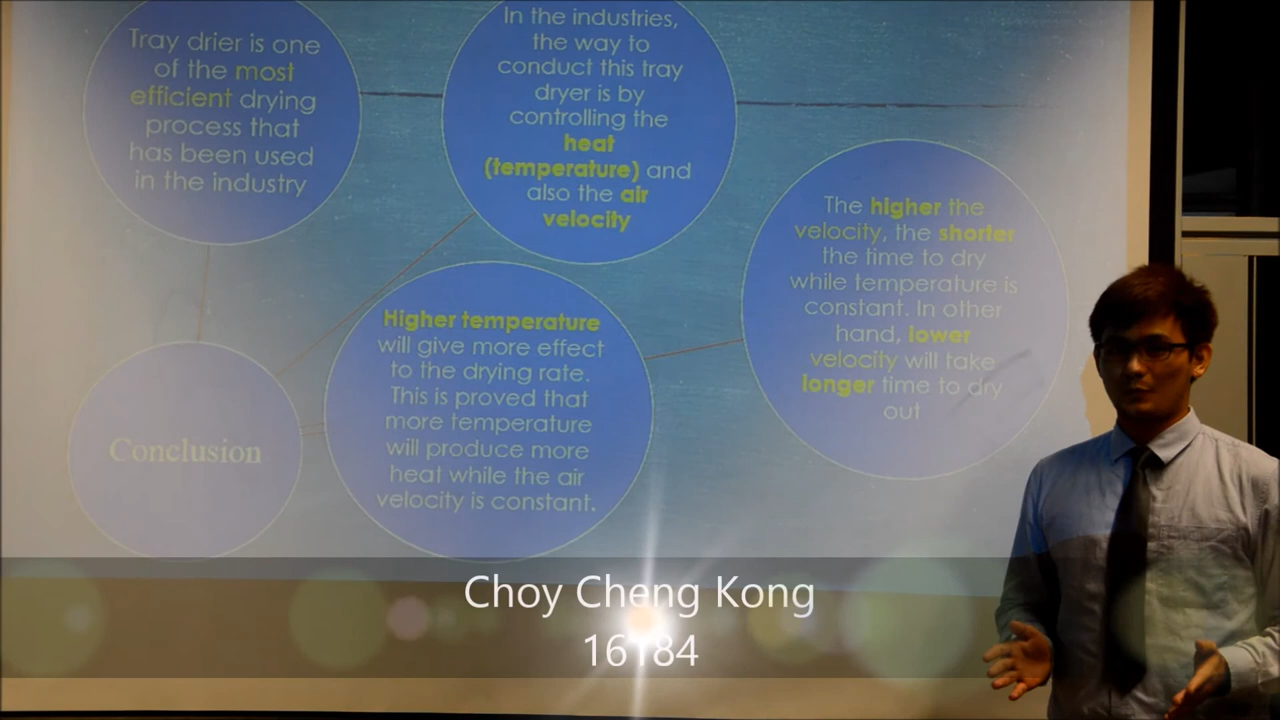 Tray drier is one
of the most
efficient drying
process that
has been used
in the industry
In the industries,
the way to
conduct this tray
dryer is by
controlling the
heat
(temperature) and
also the air
velocity
The higher the
velocity, the shorter
the time to dry
while temperature is
constant. In other
hand, lower
velocity will take
longer time to dry
out
Higher temperature
will give more effect
to the drying rate.
This is proved that
more temperature
will produce more
heat while the air
velocity is constant.
Conclusion
Choy Cheng Kong
16184